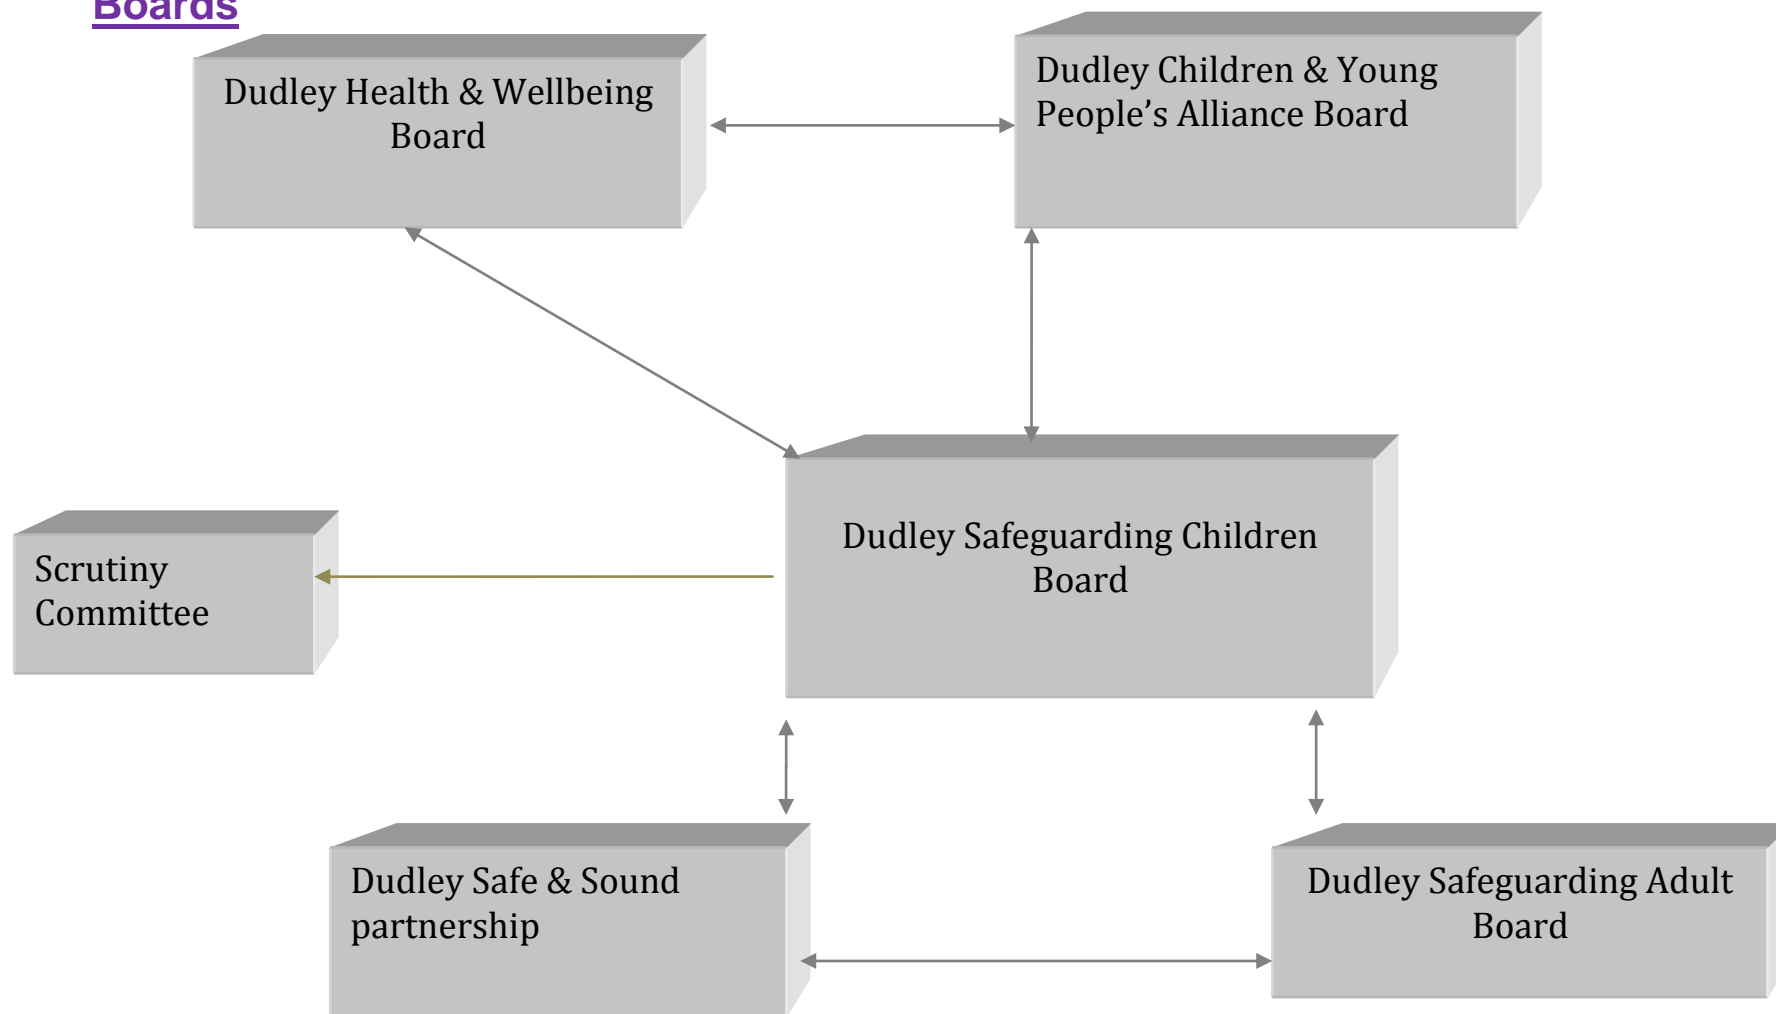 Boards
Dudley Health & Wellbeing
Board
Dudley Children & Young
People’s Alliance Board
Dudley Safeguarding Children
Board
Scrutiny
Committee
Dudley Safe & Sound
partnership
Dudley Safeguarding Adult
Board